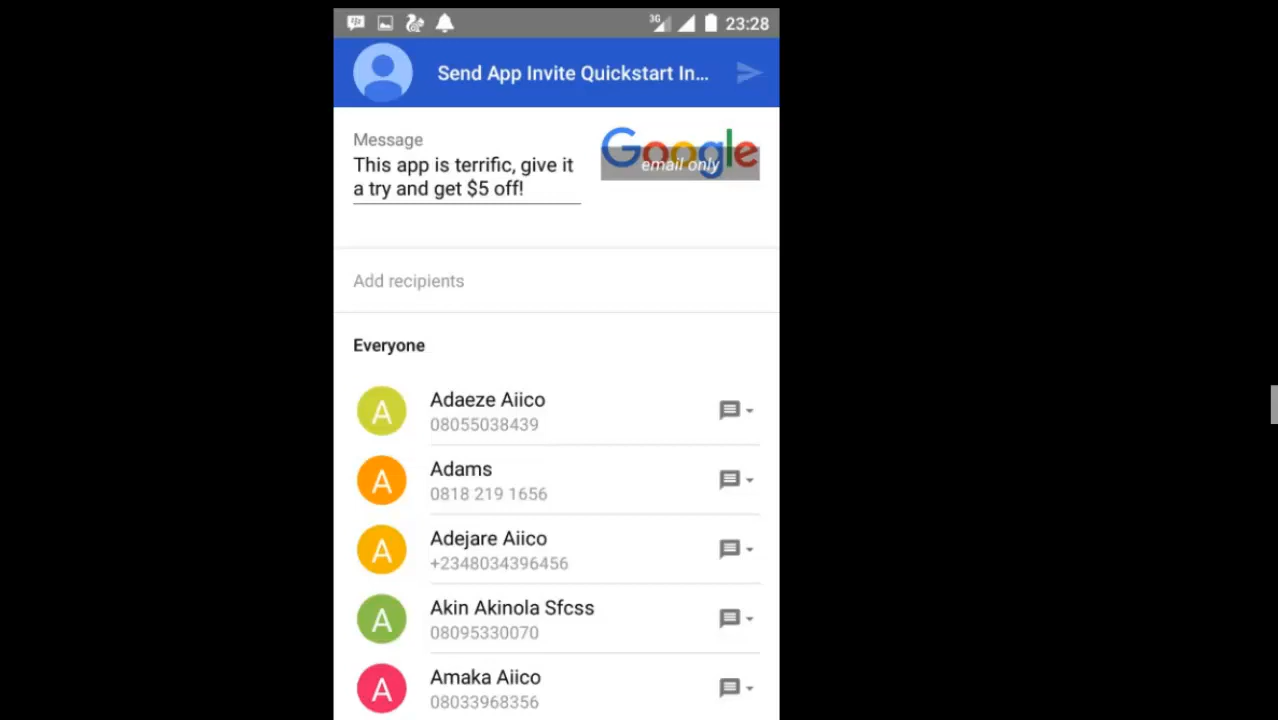 3G 23:28
Send App Invite Quickstart In...
Message
This app is terrific, give it
a try and get $5 off!
Google
email only
Add recipients
Everyone
A Adaeze Aiico
08055038439
A Adams
0818 219 1656
A Adejare Aiico
+2348034396456
A Akin Akinola Sfcss
08095330070
A Amaka Aiico
08033968356